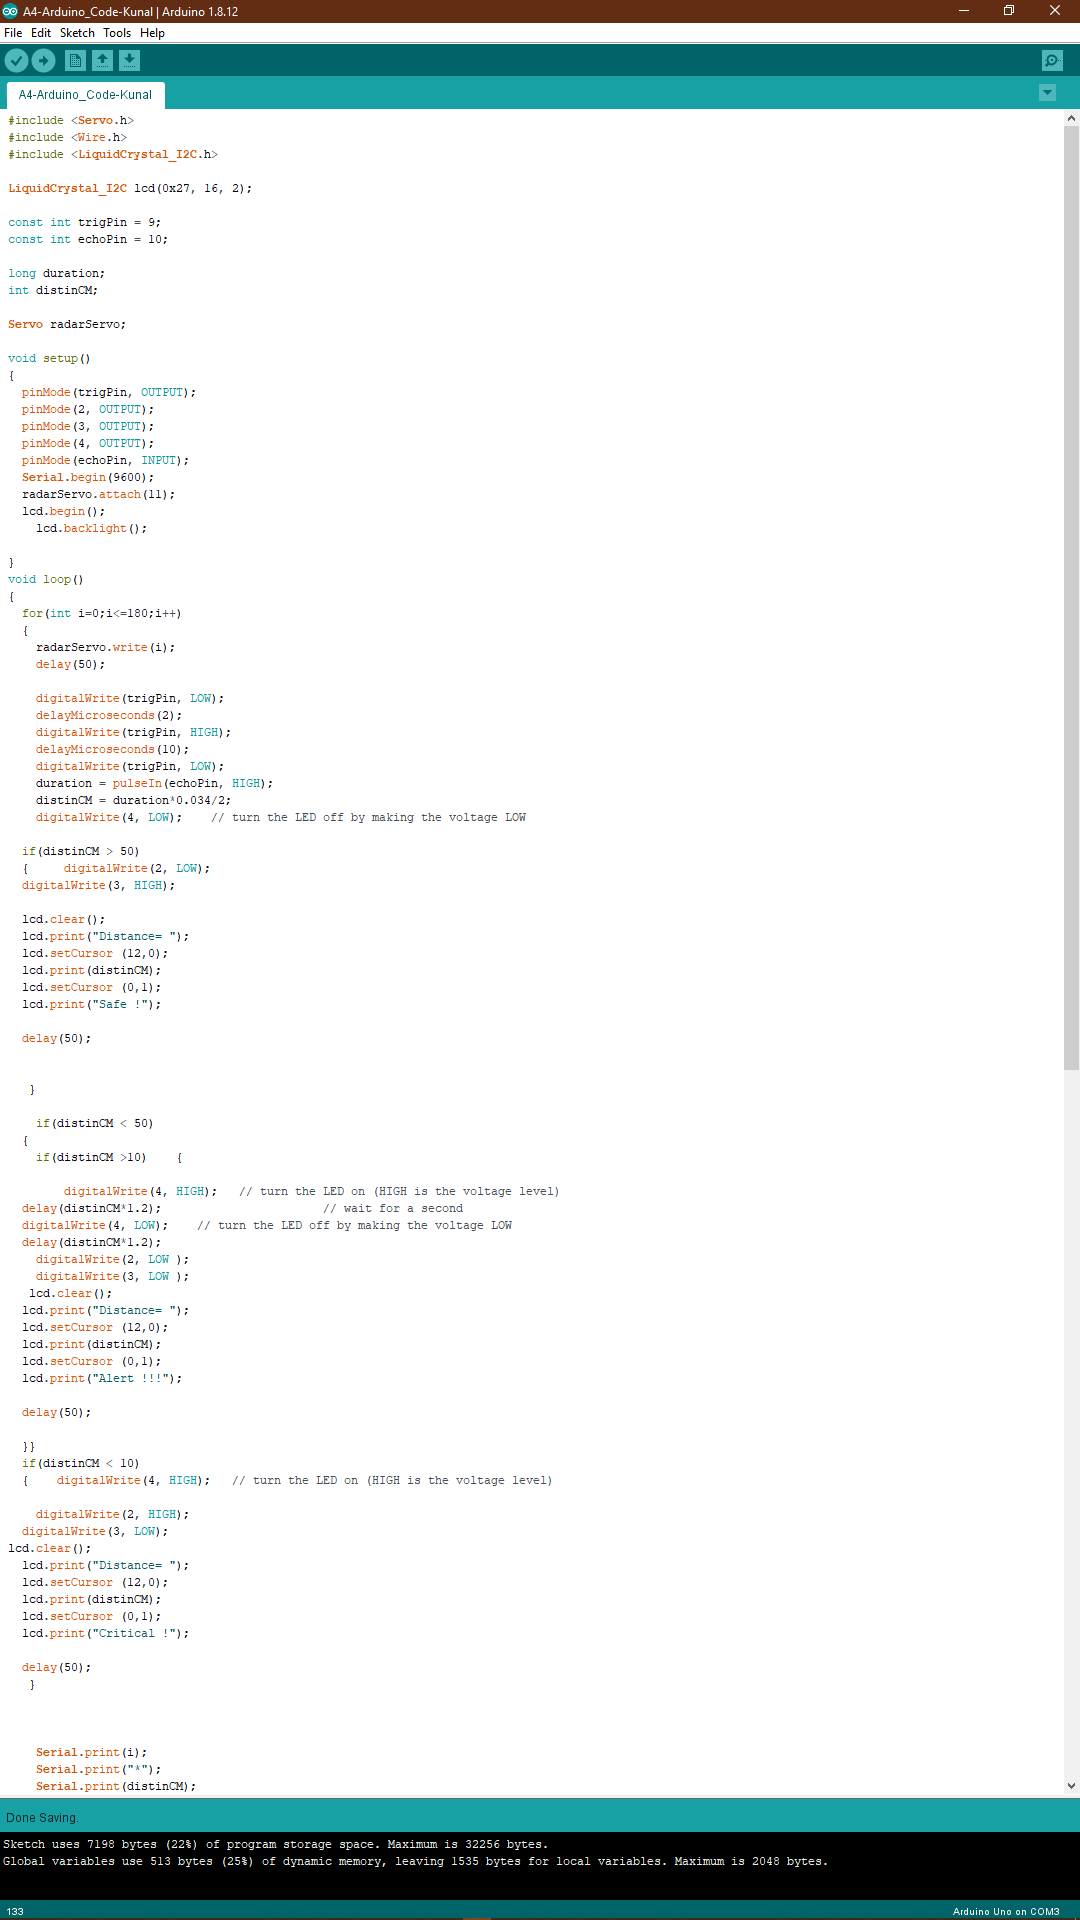 A4-Arduino_Code-Kunal | Arduino 1.8.12
File Edit Sketch Tools Help
A4-Arduino_Code-Kunal
#include <Servo.h>
#include <Wire.h>
#include <LiquidCrystal_I2C.h>
LiquidCrystal_I2C lcd(0x27, 16, 2);
const int trigPin = 9;
const int echoPin = 10;
long duration;
int distinCM;
Servo radarServo;
void setup()
{
pinMode(trigPin, OUTPUT);
pinMode(2, OUTPUT);
pinMode(3, OUTPUT);
pinMode(4, OUTPUT);
pinMode(echoPin, INPUT);
Serial.begin(9600);
radarServo.attach(11);
lcd.begin();
lcd.backlight();
}
void loop()
{
for(int i=0;i<=180;i++)
{
radarServo.write(i);
delay(50);
digitalWrite(trigPin, LOW);
delayMicroseconds(2);
digitalWrite(trigPin, HIGH);
delayMicroseconds(10);
digitalWrite(trigPin, LOW);
duration = pulseIn(echoPin, HIGH);
distinCM = duration*0.034/2;
digitalWrite(4, LOW);    // turn the LED off by making the voltage LOW
if(distinCM > 50)
{     digitalWrite(2, LOW);
digitalWrite(3, HIGH);
lcd.clear();
lcd.print("Distance= ");
lcd.setCursor (12,0);
lcd.print(distinCM);
lcd.setCursor (0,1);
lcd.print("Safe !");
delay(50);
}
if(distinCM < 50)
{
if(distinCM >10)    {
digitalWrite(4, HIGH);   // turn the LED on (HIGH is the voltage level)
delay(distinCM*1.2);                       // wait for a second
digitalWrite(4, LOW);    // turn the LED off by making the voltage LOW
delay(distinCM*1.2);
digitalWrite(2, LOW );
digitalWrite(3, LOW );
lcd.clear();
lcd.print("Distance= ");
lcd.setCursor (12,0);
lcd.print(distinCM);
lcd.setCursor (0,1);
lcd.print("Alert !!!");
delay(50);
}}
if(distinCM < 10)
{    digitalWrite(4, HIGH);   // turn the LED on (HIGH is the voltage level)
digitalWrite(2, HIGH);
digitalWrite(3, LOW);
lcd.clear();
lcd.print("Distance= ");
lcd.setCursor (12,0);
lcd.print(distinCM);
lcd.setCursor (0,1);
lcd.print("Critical !");
delay(50);
}
Serial.print(i);
Serial.print("*");
Serial.print(distinCM);
Done Saving.
Sketch uses 7198 bytes (22%) of program storage space. Maximum is 32256 bytes.
Global variables use 513 bytes (25%) of dynamic memory, leaving 1535 bytes for local variables. Maximum is 2048 bytes.
133 Arduino Uno on COM3